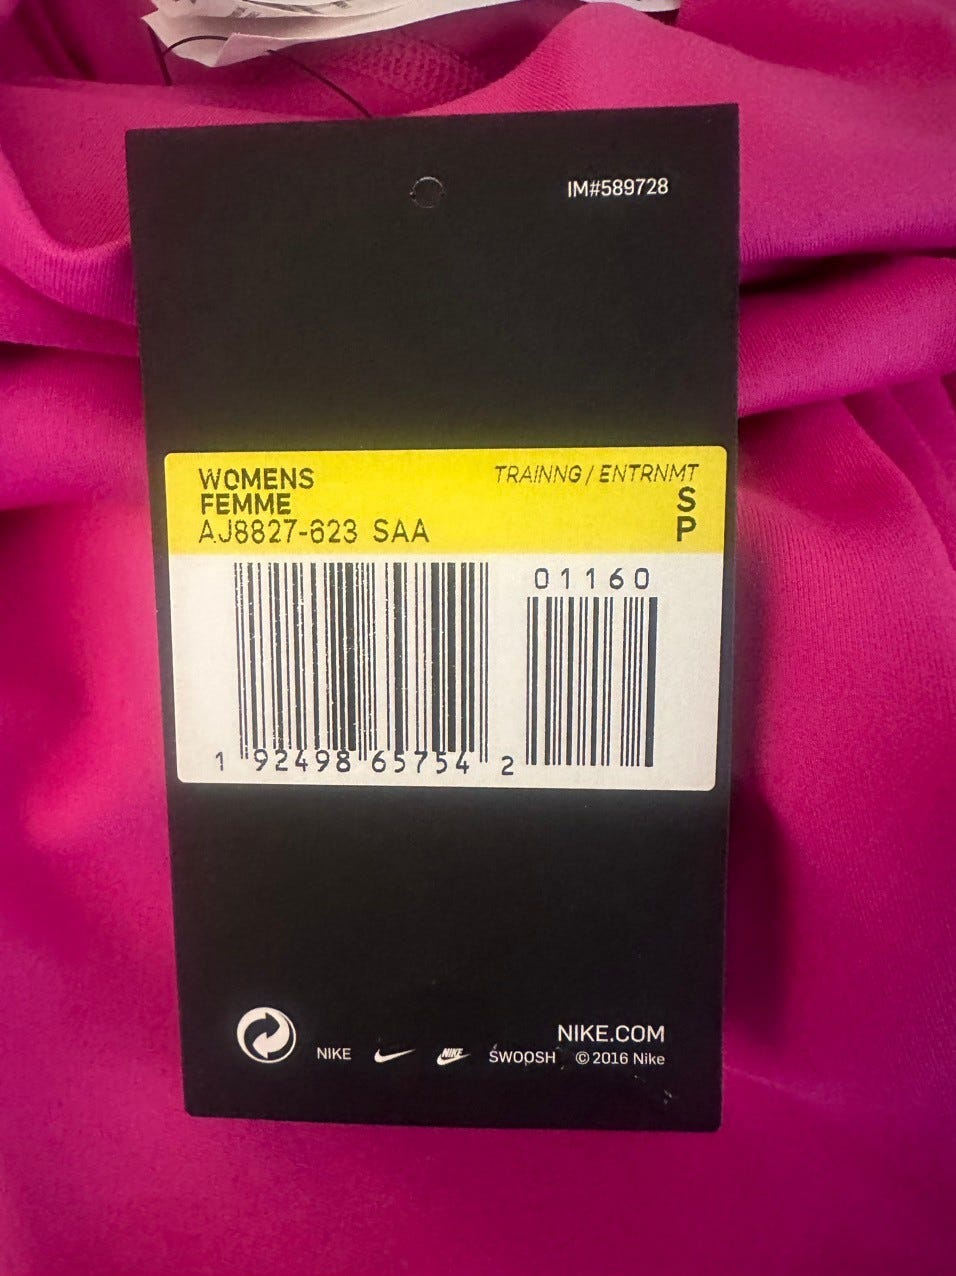 IM#589728
WOMENS
FEMME
AJ8827-623 SAA
TRAINNG / ENTRNMT
S
P
01160
1 92498 65754 2
NIKE.COM
NIKE NIKE SWOOSH © 2016 Nike